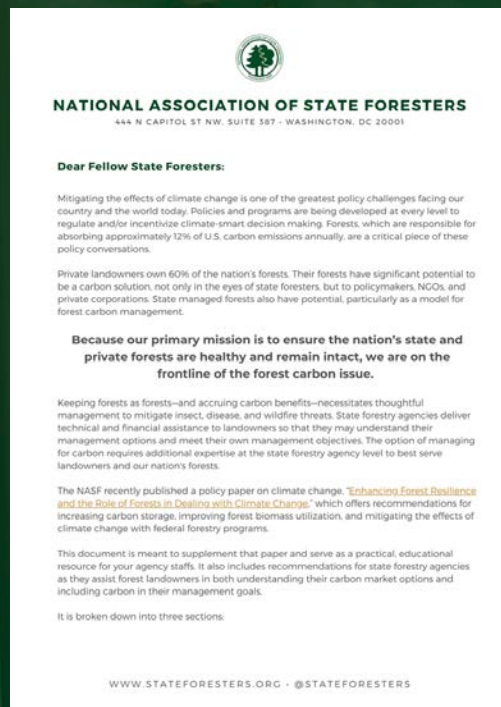 NATIONAL ASSOCIATION OF STATE FORESTERS
444 N CAPITOL ST NW, SUITE 387 - WASHINGTON, DC 20001
Dear Fellow State Foresters:
Mitigating the effects of climate change is one of the greatest policy challenges facing our
country and the world today. Policies and programs are being developed at every level to
regulate and/or incentivize climate-smart decision making. Forests, which are responsible for
absorbing approximately 12% of U.S. carbon emissions annually, are a critical piece of these
policy conversations.
Private landowners own 60% of the nation's forests. Their forests have significant potential to
be a carbon solution, not only in the eyes of state foresters, but to policymakers, NGOs, and
private corporations. State managed forests also have potential, particularly as a model for
forest carbon management.
Because our primary mission is to ensure the nation's state and
private forests are healthy and remain intact, we are on the
frontline of the forest carbon issue.
Keeping forests as forests—and accruing carbon benefits—necessitates thoughtful
management to mitigate insect, disease, and wildfire threats. State forestry agencies deliver
technical and financial assistance to landowners so that they may understand their
management options and meet their own management objectives. The option of managing
for carbon requires additional expertise at the state forestry agency level to best serve
landowners and our nation's forests.
The NASF recently published a policy paper on climate change, "Enhancing Forest Resilience
and the Role of Forests in Dealing with Climate Change," which offers recommendations for
increasing carbon storage, improving forest biomass utilization, and mitigating the effects of
climate change with federal forestry programs.
This document is meant to supplement that paper and serve as a practical, educational
resource for your agency staffs. It also includes recommendations for state forestry agencies
as they assist forest landowners in both understanding their carbon market options and
including carbon in their management goals.
It is broken down into three sections:
WWW.STATEFORESTERS.ORG - @STATEFORESTERS